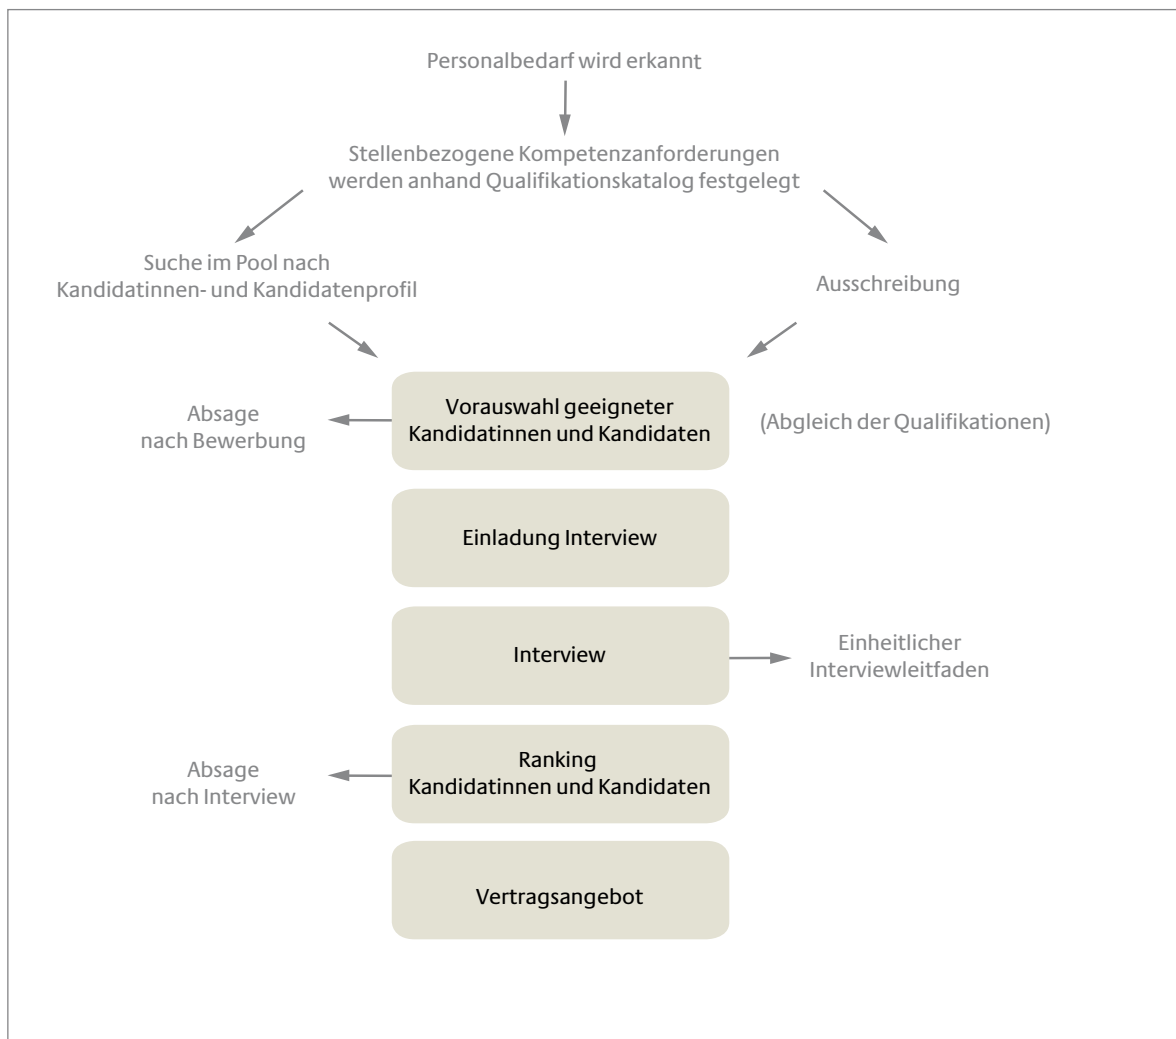 Personalbedarf wird erkannt
Stellenbezogene Kompetenzanforderungen
werden anhand Qualifikationskatalog festgelegt
Suche im Pool nach
Kandidatinnen- und Kandidatenprofil
Ausschreibung
Absage
nach Bewerbung
Vorauswahl geeigneter
Kandidatinnen und Kandidaten
(Abgleich der Qualifikationen)
Einladung Interview
Interview
Einheitlicher
Interviewleitfaden
Absage
nach Interview
Ranking
Kandidatinnen und Kandidaten
Vertragsangebot